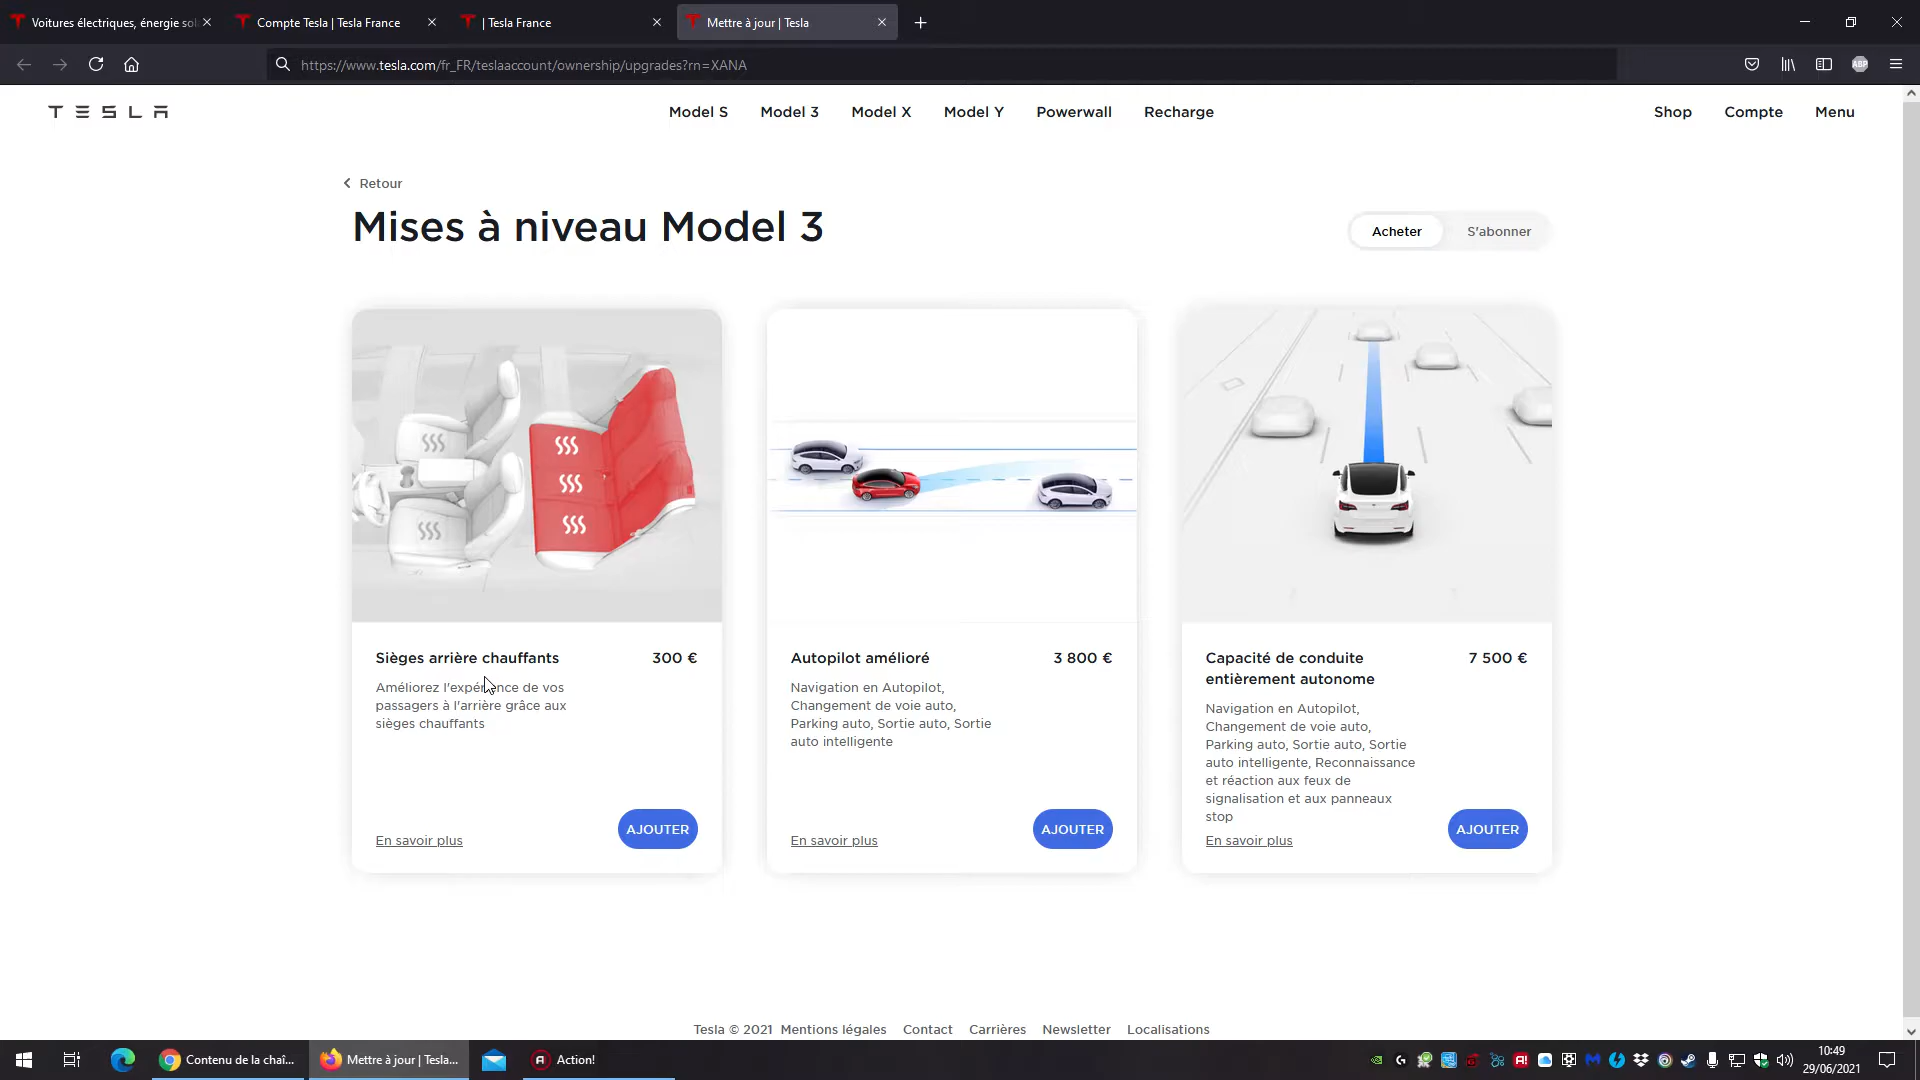 Voitures électriques, énergie sol
Compte Tesla | Tesla France
| Tesla France
Mettre à jour | Tesla
https://www.tesla.com/fr_FR/teslaaccount/ownership/upgrades?rn=XANA
ABP
TESLA
Model S
Model 3
Model X
Model Y
Powerwall
Recharge
Shop
Compte
Menu
Retour
Mises à niveau Model 3
Acheter
S'abonner
Sièges arrière chauffants
300 €
Améliorez l'expérience de vos
passagers à l'arrière grâce aux
sièges chauffants
En savoir plus
AJOUTER
Autopilot amélioré
3 800 €
Navigation en Autopilot,
Changement de voie auto,
Parking auto, Sortie auto, Sortie
auto intelligente
En savoir plus
AJOUTER
Capacité de conduite
entièrement autonome
7 500 €
Navigation en Autopilot,
Changement de voie auto,
Parking auto, Sortie auto, Sortie
auto intelligente, Reconnaissance
et réaction aux feux de
signalisation et aux panneaux
stop
En savoir plus
AJOUTER
Tesla © 2021
Mentions légales
Contact
Carrières
Newsletter
Localisations
Contenu de la chaî...
Mettre à jour | Tesla...
Action!
10:49
29/06/2021